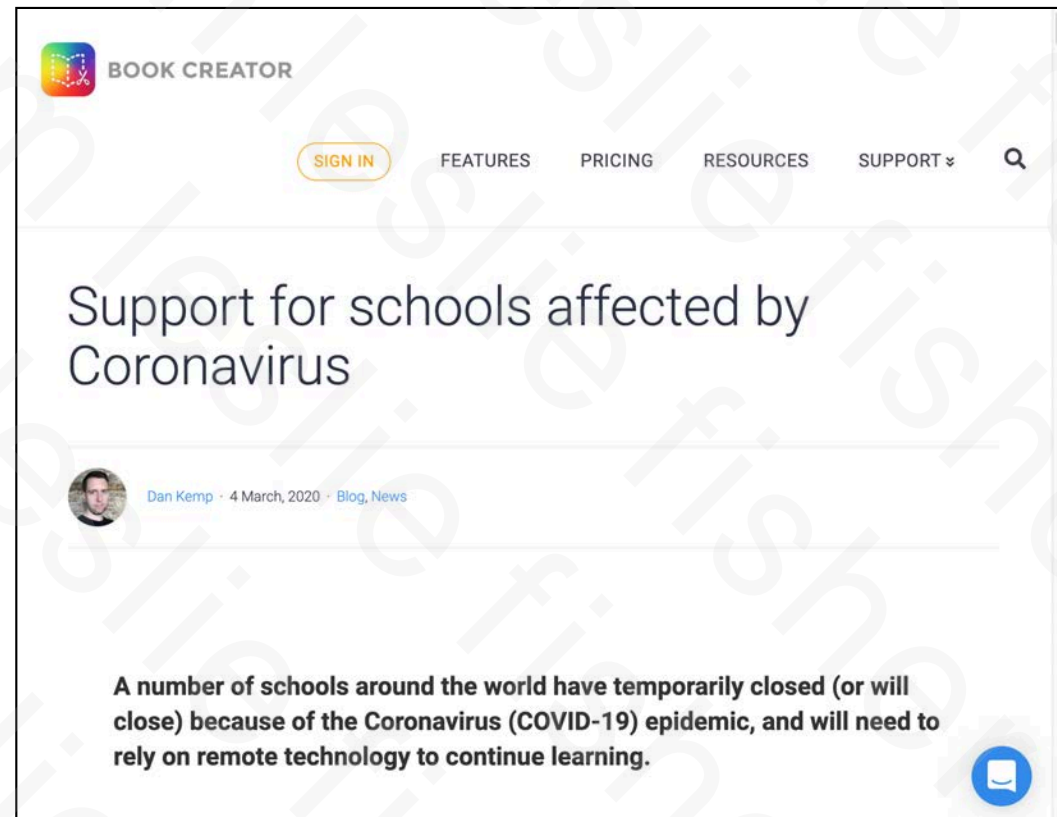 BOOK CREATOR
SIGN IN FEATURES PRICING RESOURCES SUPPORT
Support for schools affected by
Coronavirus
Dan Kemp · 4 March, 2020 · Blog, News
A number of schools around the world have temporarily closed (or will
close) because of the Coronavirus (COVID-19) epidemic, and will need to
rely on remote technology to continue learning.
leslie fisher